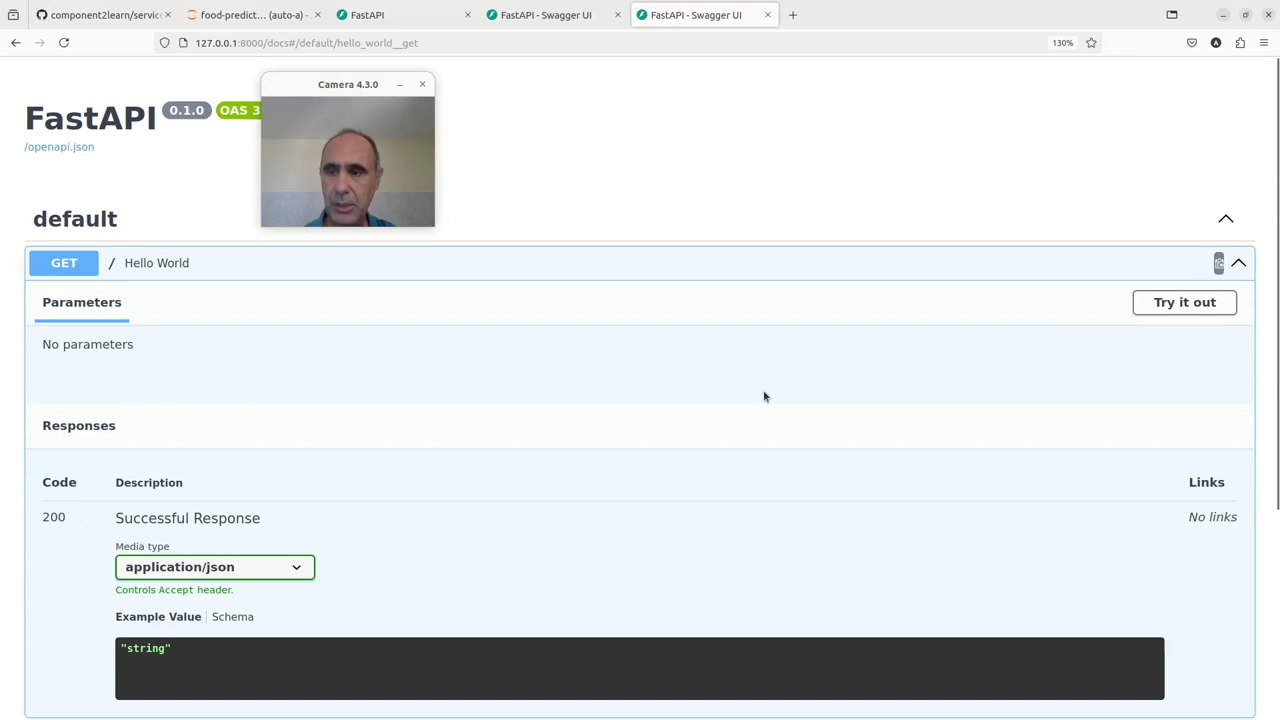 component2learn/servic
food-predict… (auto-a) -
FastAPI
FastAPI - Swagger UI
FastAPI - Swagger UI
127.0.0.1:8000/docs#/default/hello_world__get
130%
Camera 4.3.0
FastAPI
0.1.0
OAS 3
/openapi.json
default
GET / Hello World
Parameters
Try it out
No parameters
Responses
Code Description Links
200 Successful Response No links
Media type
application/json
Controls Accept header.
Example Value Schema
"string"